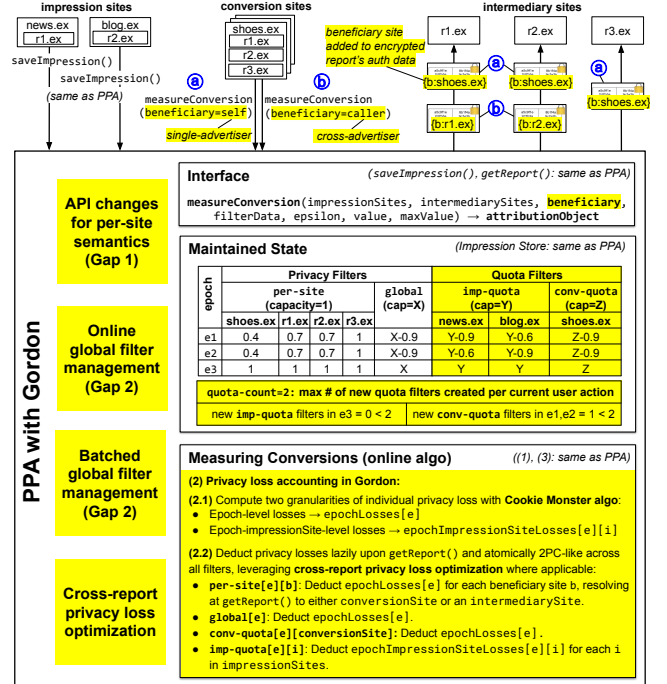 impression sites
conversion sites
intermediary sites
news.ex
r1.ex
blog.ex
r2.ex
shoes.ex
r1.ex
r2.ex
r3.ex
r1.ex
r2.ex
r3.ex
saveImpression()
saveImpression()
(same as PPA)
a
measureConversion
(beneficiary=self)
single-advertiser
b
measureConversion
(beneficiary=caller)
cross-advertiser
beneficiary site
added to encrypted
report's auth data
a
a
{b:shoes.ex}
{b:shoes.ex}
{b:shoes.ex}
b
{b:r1.ex}
{b:r2.ex}
PPA with Gordon
API changes
for per-site
semantics
(Gap 1)
Online
global filter
management
(Gap 2)
Batched
global filter
management
(Gap 2)
Cross-report
privacy loss
optimization
Interface (saveImpression(), getReport(): same as PPA)
measureConversion(impressionSites, intermediarySites, beneficiary,
filterData, epsilon, value, maxValue) → attributionObject
Maintained State (Impression Store: same as PPA)
epoch
Privacy Filters Quota Filters
per-site global imp-quota conv-quota
(capacity=1) (cap=X) (cap=Y) (cap=Z)
shoes.ex r1.ex r2.ex r3.ex news.ex blog.ex shoes.ex
e1 0.4 0.7 0.7 1 X-0.9 Y-0.9 Y-0.6 Z-0.9
e2 0.4 0.7 0.7 1 X-0.9 Y-0.6 Y-0.9 Z-0.9
e3 1 1 1 1 X Y Y Z
quota-count=2: max # of new quota filters created per current user action
new imp-quota filters in e3 = 0 < 2 new conv-quota filters in e1,e2 = 1 < 2
Measuring Conversions (online algo) ((1), (3): same as PPA)
(2) Privacy loss accounting in Gordon:
(2.1) Compute two granularities of individual privacy loss with Cookie Monster algo:
● Epoch-level losses → epochLosses[e]
● Epoch-impressionSite-level losses → epochImpressionSiteLosses[e][i]
(2.2) Deduct privacy losses lazily upon getReport() and atomically 2PC-like across
all filters, leveraging cross-report privacy loss optimization where applicable:
● per-site[e][b]: Deduct epochLosses[e] for each beneficiary site b, resolving
at getReport() to either conversionSite or an intermediarySite.
● global[e]: Deduct epochLosses[e].
● conv-quota[e][conversionSite]: Deduct epochLosses[e].
● imp-quota[e][i]: Deduct epochImpressionSiteLosses[e][i] for each i
in impressionSites.